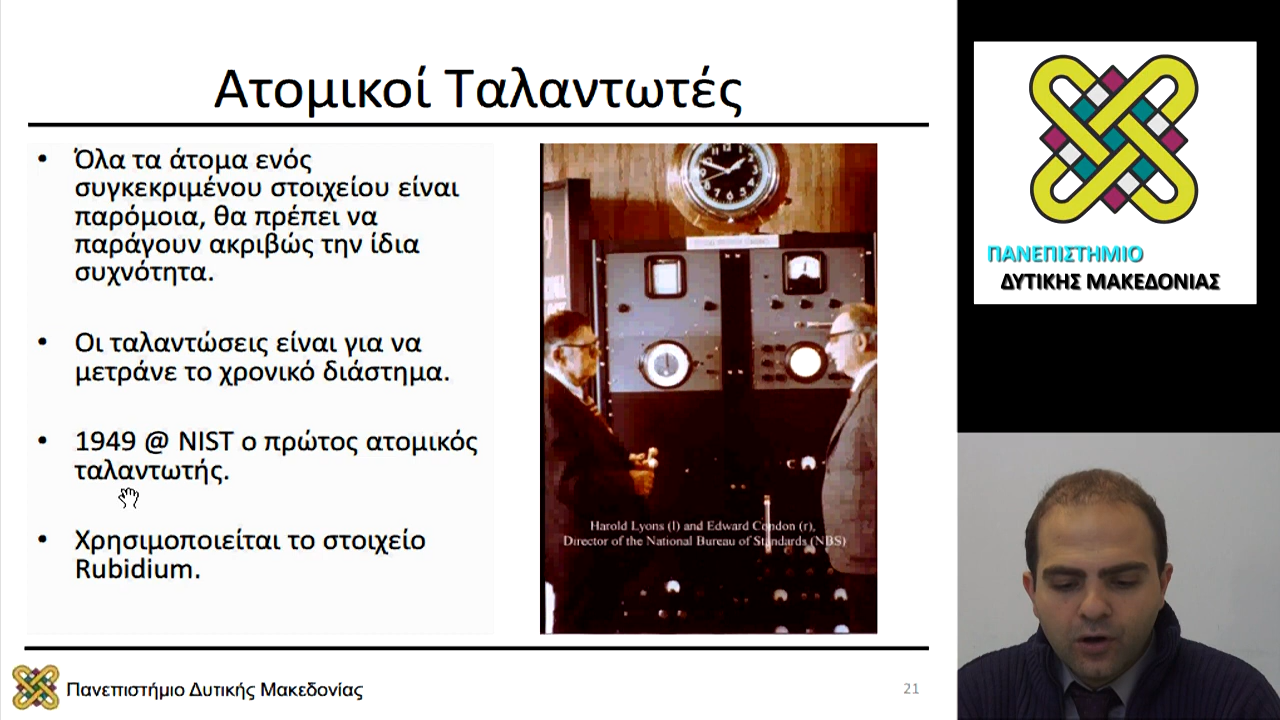 Ατομικοί Ταλαντωτές
• Όλα τα άτομα ενός
συγκεκριμένου στοιχείου είναι
παρόμοια, θα πρέπει να
παράγουν ακριβώς την ίδια
συχνότητα.
• Οι ταλαντώσεις είναι για να
μετράνε το χρονικό διάστημα.
• 1949 @ NIST ο πρώτος ατομικός
ταλαντωτής.
• Χρησιμοποιείται το στοιχείο
Rubidium.
Harold Lyons (l) and Edward Condon (r),
Director of the National Bureau of Standards (NBS)
Πανεπιστήμιο Δυτικής Μακεδονίας
21
ΠΑΝΕΠΙΣΤΗΜΙΟ
ΔΥΤΙΚΗΣ ΜΑΚΕΔΟΝΙΑΣ